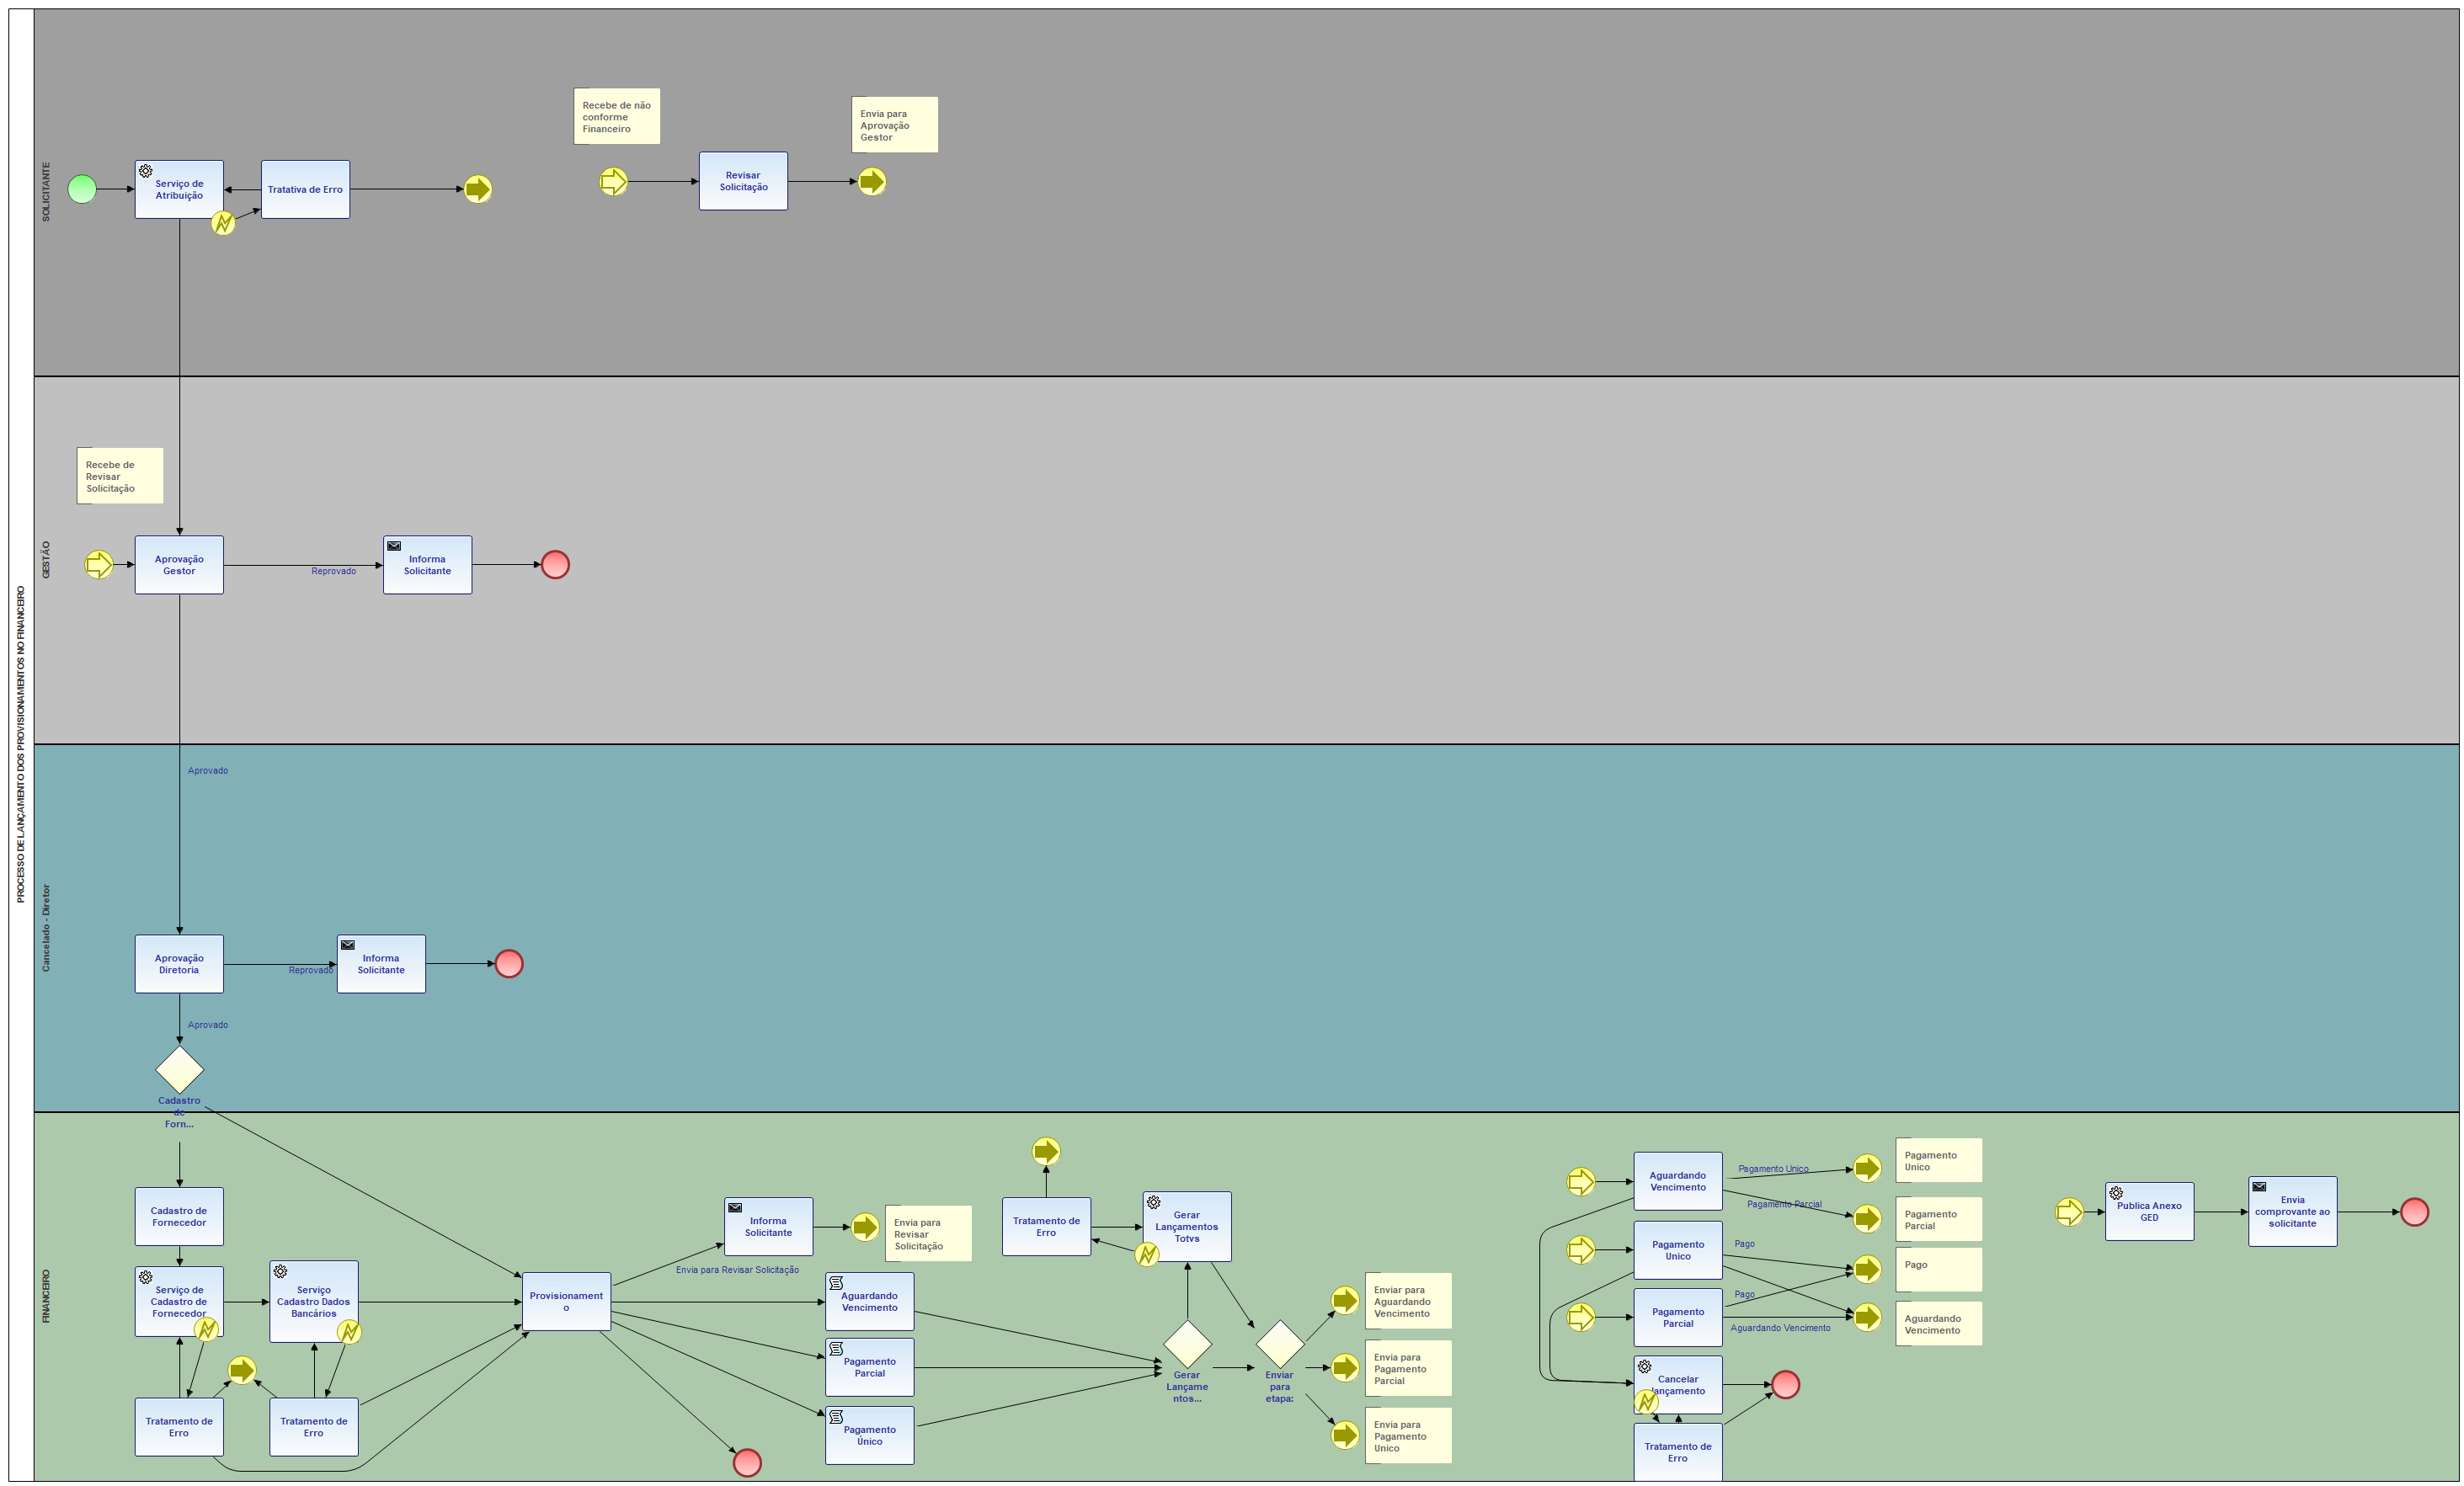 PROCESSO DE LANÇAMENTO DOS PROVISIONAMENTOS NO FINANCEIRO
SOLICITANTE
Serviço de
Atribuição
Tratativa de Erro
Recebe de não
conforme
Financeiro
Revisar
Solicitação
Envia para
Aprovação
Gestor
GESTÃO
Recebe de
Revisar
Solicitação
Aprovação
Gestor
Reprovado
Informa
Solicitante
Cancelado - Diretor
Aprovado
Aprovação
Diretoria
Reprovado
Informa
Solicitante
Aprovado
Cadastro
de
Forn...
FINANCEIRO
Cadastro de
Fornecedor
Serviço de
Cadastro de
Fornecedor
Serviço
Cadastro Dados
Bancários
Tratamento de
Erro
Tratamento de
Erro
Provisionament
o
Envia para Revisar Solicitação
Informa
Solicitante
Envia para
Revisar
Solicitação
Aguardando
Vencimento
Pagamento
Parcial
Pagamento
Único
Tratamento de
Erro
Gerar
Lançamentos
Totvs
Gerar
Lançame
ntos...
Enviar
para
etapa:
Enviar para
Aguardando
Vencimento
Envia para
Pagamento
Parcial
Envia para
Pagamento
Unico
Aguardando
Vencimento
Pagamento Unico
Pagamento Parcial
Pagamento
Unico
Pagamento
Parcial
Pagamento
Unico
Pago
Pago
Pagamento
Parcial
Pago
Aguardando Vencimento
Aguardando
Vencimento
Cancelar
lançamento
Tratamento de
Erro
Publica Anexo
GED
Envia
comprovante ao
solicitante